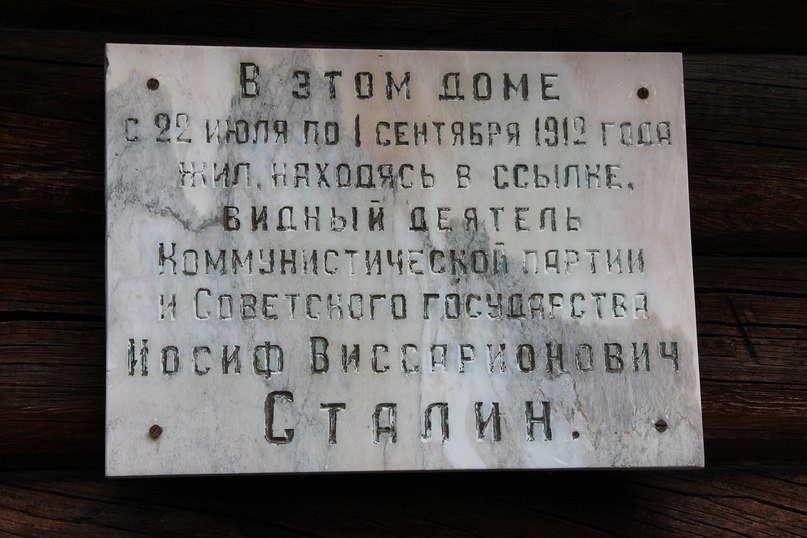 В этом доме
с 22 июля по 1 сентября 1912 года
жил, находясь в ссылке,
видный деятель
Коммунистической партии
и Советского государства
Иосиф Виссарионович
Сталин.